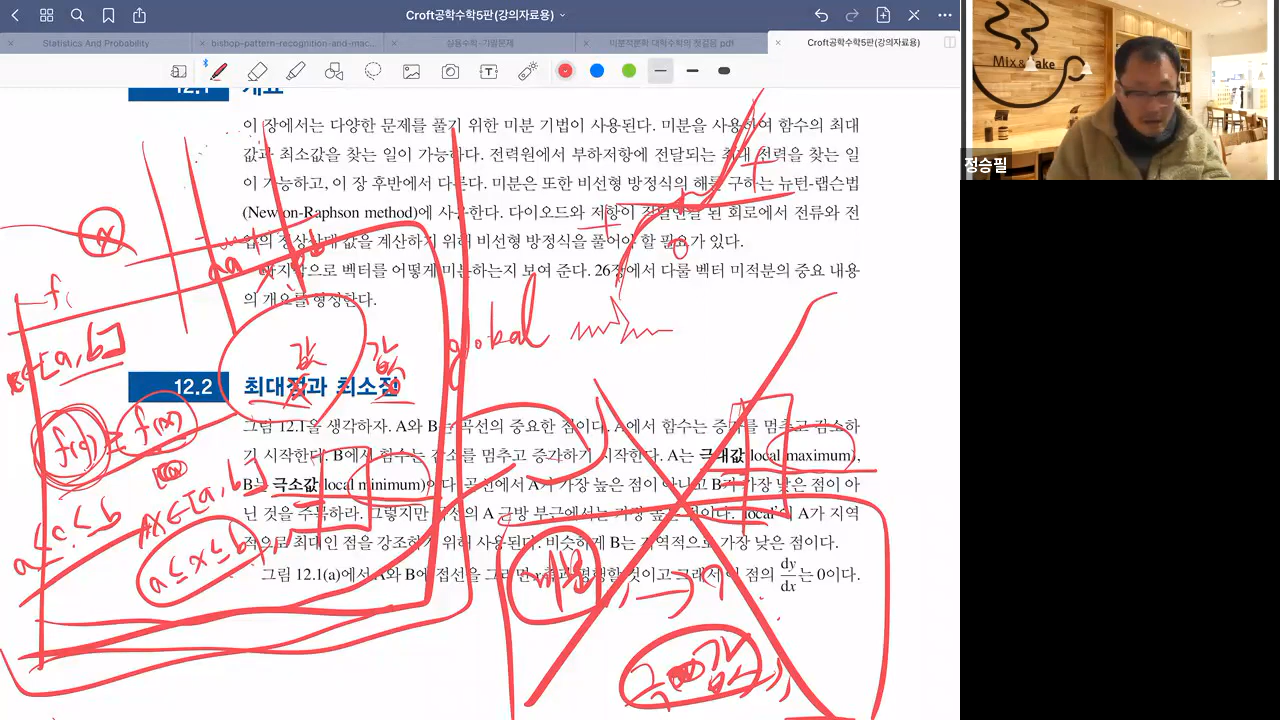 Croft공학수학5판(강의자료용)
Statistics And Probability
bishop-pattern-recognition-and-mac...
상용수학-기말문제
미분적분학 대학수학의 첫걸음 pdf
Croft공학수학5판(강의자료용)
Mix&
정승필
12.1 개요
이 장에서는 다양한 문제를 풀기 위한 미분 기법이 사용된다. 미분을 사용하여 함수의 최대
값과 최소값을 찾는 일이 가능하다. 전력원에서 부하저항에 전달되는 최대 전력을 찾는 일
이 가능하고, 이 장 후반에서 다룬다. 미분은 또한 비선형 방정식의 해를 구하는 뉴턴-랩슨법
(Newton-Raphson method)에 사용한다. 다이오드와 저항이 직렬연결 된 회로에서 전류와 전
압의 정상상태 값을 계산하기 위해 비선형 방정식을 풀어야 할 필요가 있다.
마지막으로 벡터를 어떻게 미분하는지 보여 준다. 26장에서 다룰 벡터 미적분의 중요 내용
의 개요를 형성한다.
global
[a, b]
값 값
12.2 최대점과 최소점
f(x)
그림 12.1을 생각하자. A와 B는 곡선의 중요한 점이다. A에서 함수는 증가를 멈추고 감소하
기 시작한다. B에서 함수는 감소를 멈추고 증가하기 시작한다. A는 극대값 local maximum),
B는 극소값 local minimum)이다. 곡선에서 A가 가장 높은 점이 아니고 B가 가장 낮은 점이 아
닌 것을 주목하라. 그렇지만 곡선의 A 근방 부근에서는 가장 높은 점이다. 'local'의 A가 지역
적으로 최대인 점을 강조하기 위해 사용된다. 비슷하게 B는 지역적으로 가장 낮은 점이다.
그림 12.1(a)에서 A와 B에 접선을 그리면 x축과 평행할 것이고 그래서 이 점의 dy/dx는 0이다.
∀x∈[a, b]
a ≤ c ≤ b
a ≤ x ≤ b
미분